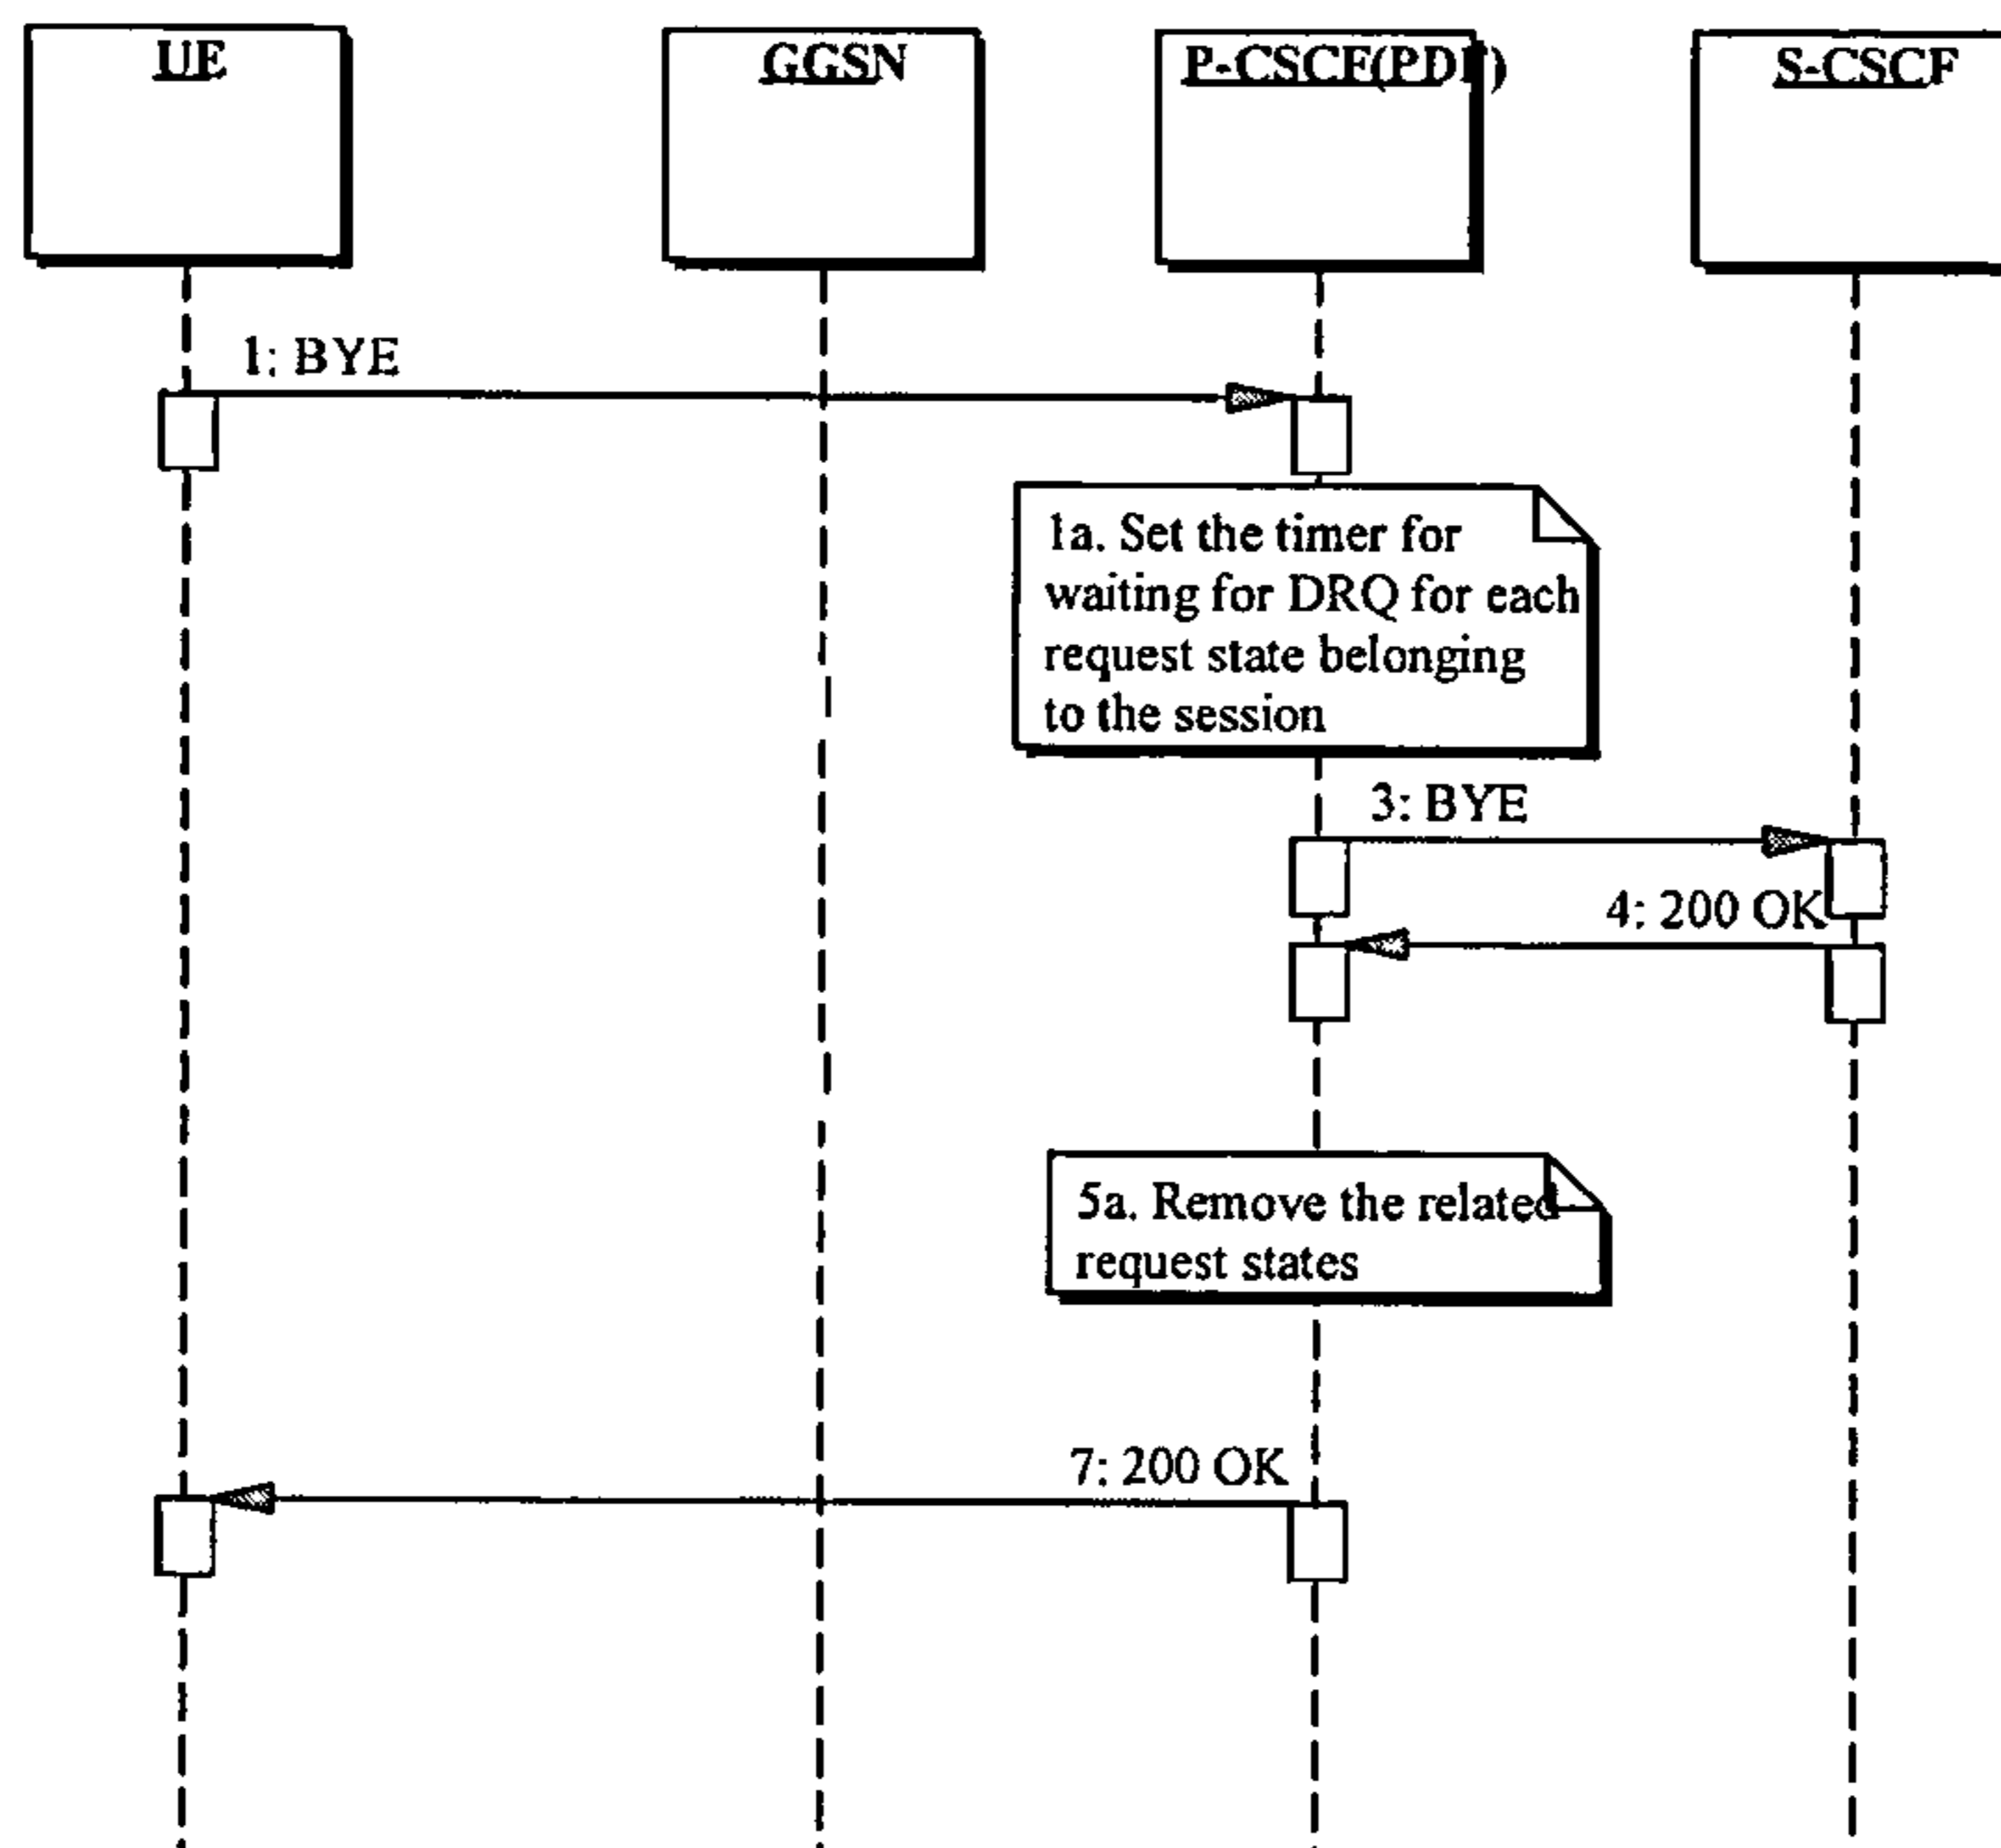 UE
GGSN
P-CSCF(PDF)
S-CSCF
1: BYE
1a. Set the timer for
waiting for DRQ for each
request state belonging
to the session
3: BYE
4: 200 OK
5a. Remove the related
request states
7: 200 OK